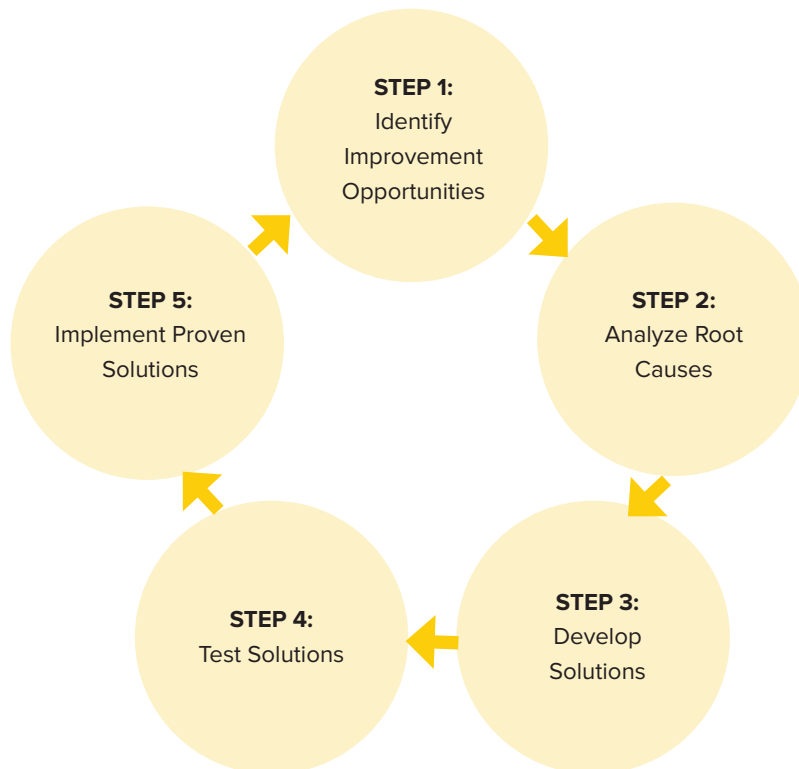 STEP 1:
Identify
Improvement
Opportunities
STEP 2:
Analyze Root
Causes
STEP 3:
Develop
Solutions
STEP 4:
Test Solutions
STEP 5:
Implement Proven
Solutions